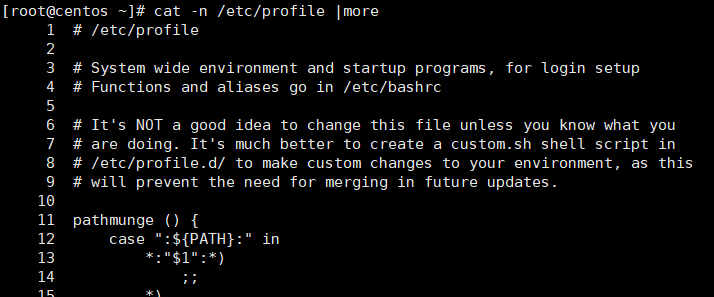 [root@centos ~]# cat -n /etc/profile |more
1 # /etc/profile
2
3 # System wide environment and startup programs, for login setup
4 # Functions and aliases go in /etc/bashrc
5
6 # It's NOT a good idea to change this file unless you know what you
7 # are doing. It's much better to create a custom.sh shell script in
8 # /etc/profile.d/ to make custom changes to your environment, as this
9 # will prevent the need for merging in future updates.
10
11 pathmunge () {
12     case ":${PATH}:" in
13         *:"$1":*)
14             ;;
15         *)